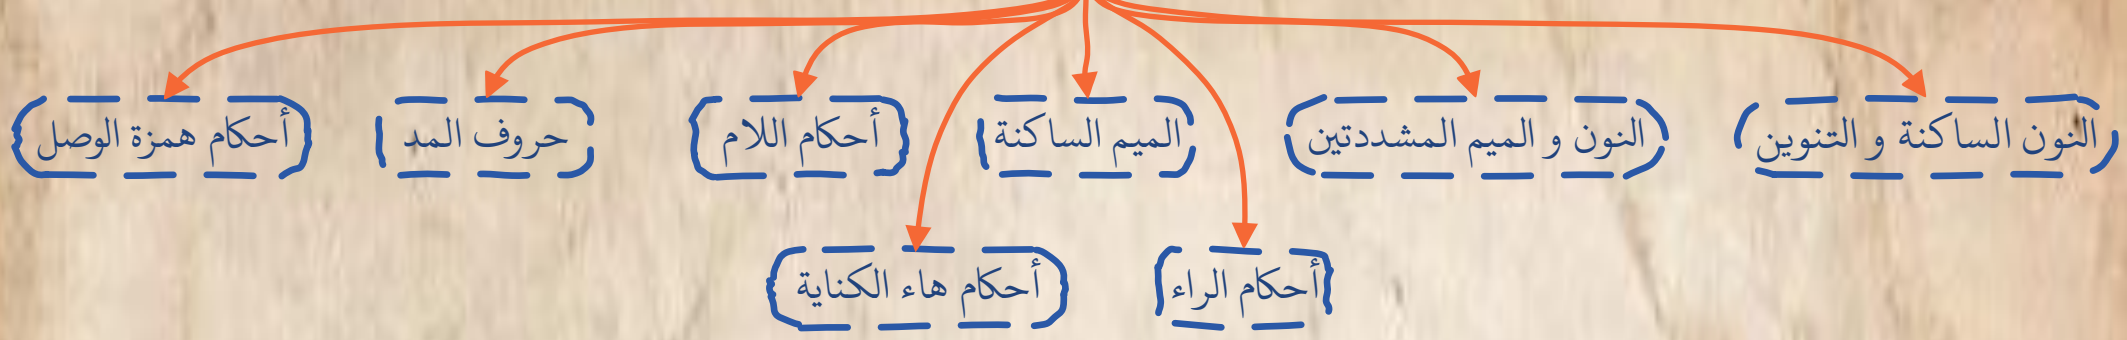 النون الساكنة و التنوين
النون و الميم المشددتين
الميم الساكنة
أحكام اللام
حروف المد
أحكام همزة الوصل
أحكام الراء
أحكام هاء الكناية